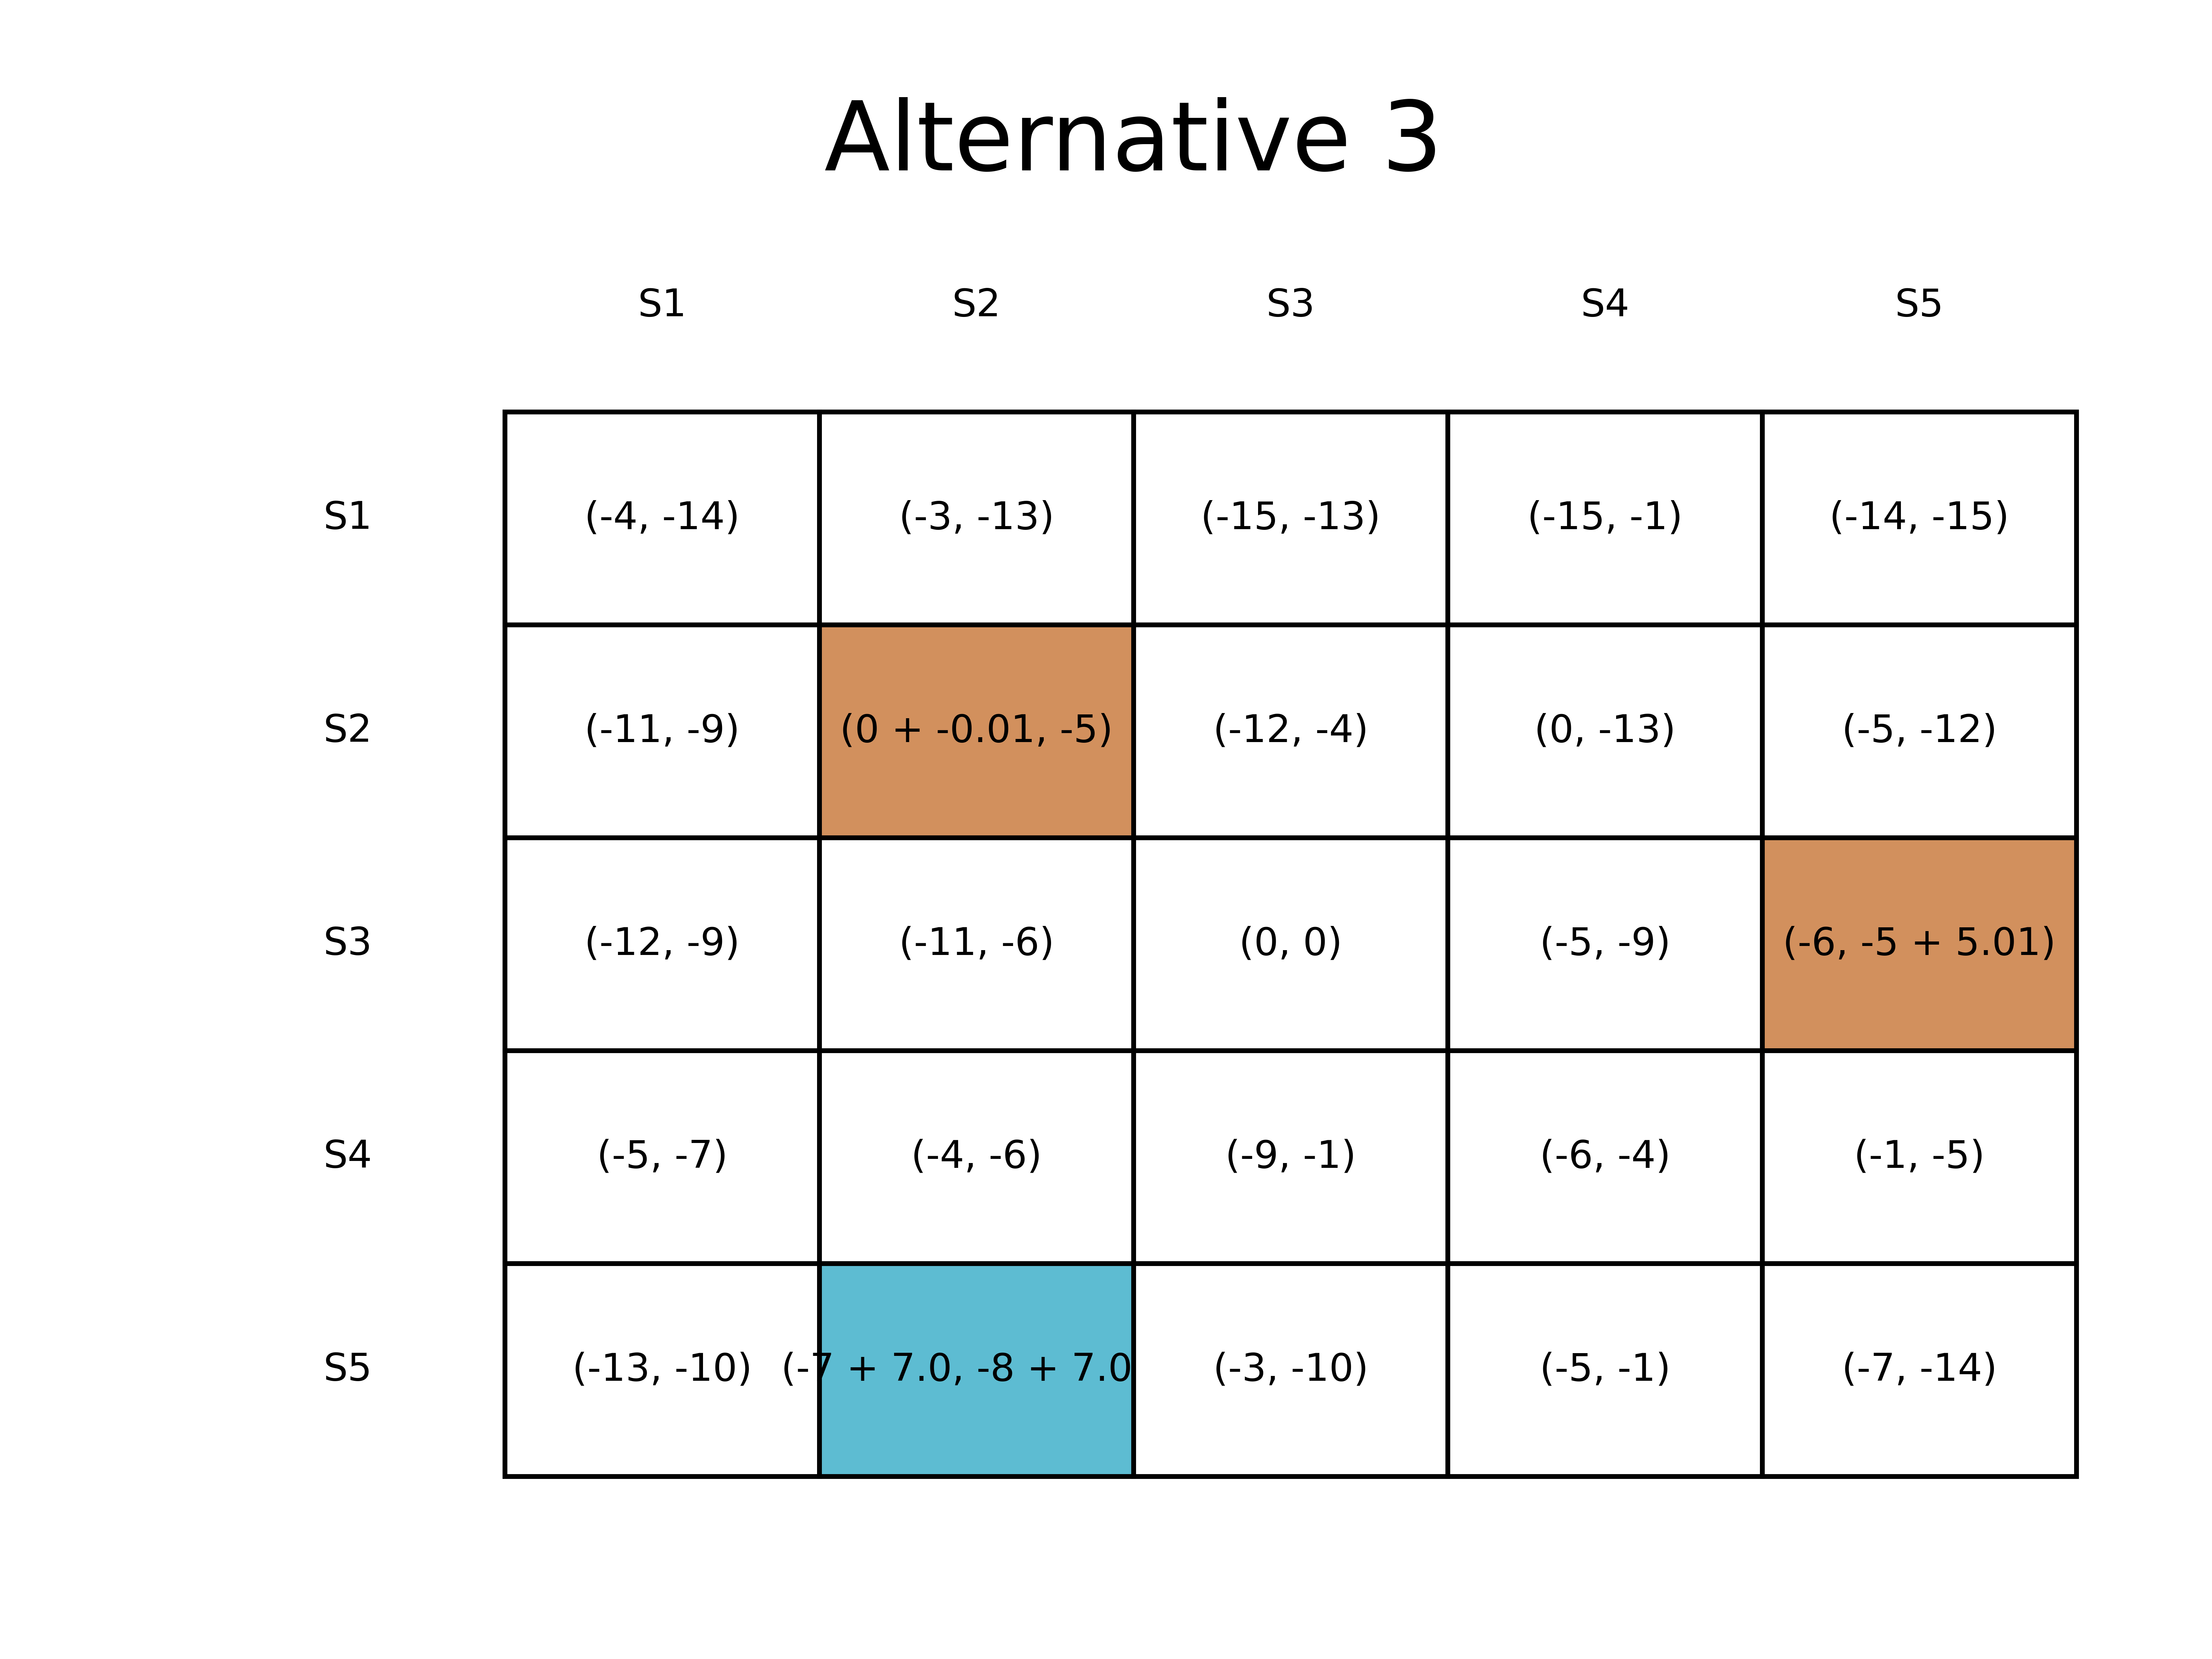 Alternative 3
S1 S2 S3 S4 S5
S1 (-4, -14) (-3, -13) (-15, -13) (-15, -1) (-14, -15)
S2 (-11, -9) (0 + -0.01, -5) (-12, -4) (0, -13) (-5, -12)
S3 (-12, -9) (-11, -6) (0, 0) (-5, -9) (-6, -5 + 5.01)
S4 (-5, -7) (-4, -6) (-9, -1) (-6, -4) (-1, -5)
S5 (-13, -10) (-7 + 7.0, -8 + 7.0 (-3, -10) (-5, -1) (-7, -14)